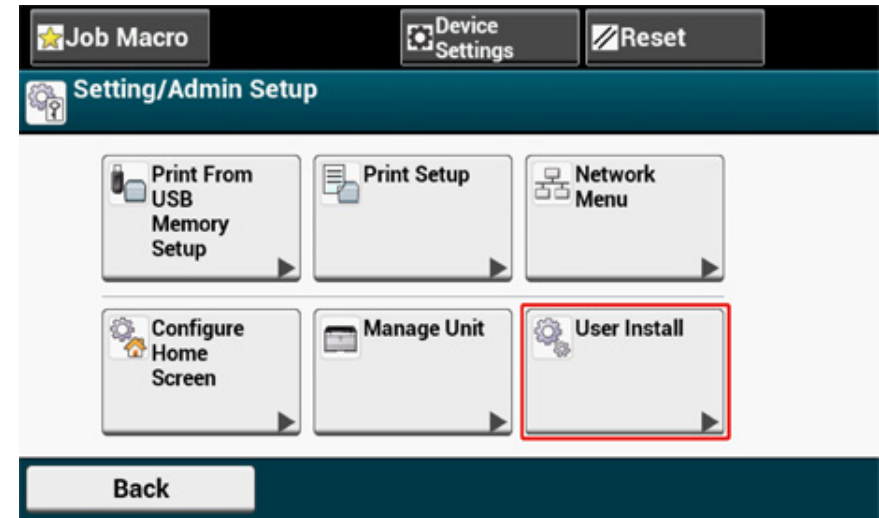 Job Macro
Device
Settings
Reset
Setting/Admin Setup
Print From
USB
Memory
Setup
Print Setup
Network
Menu
Configure
Home
Screen
Manage Unit
User Install
Back